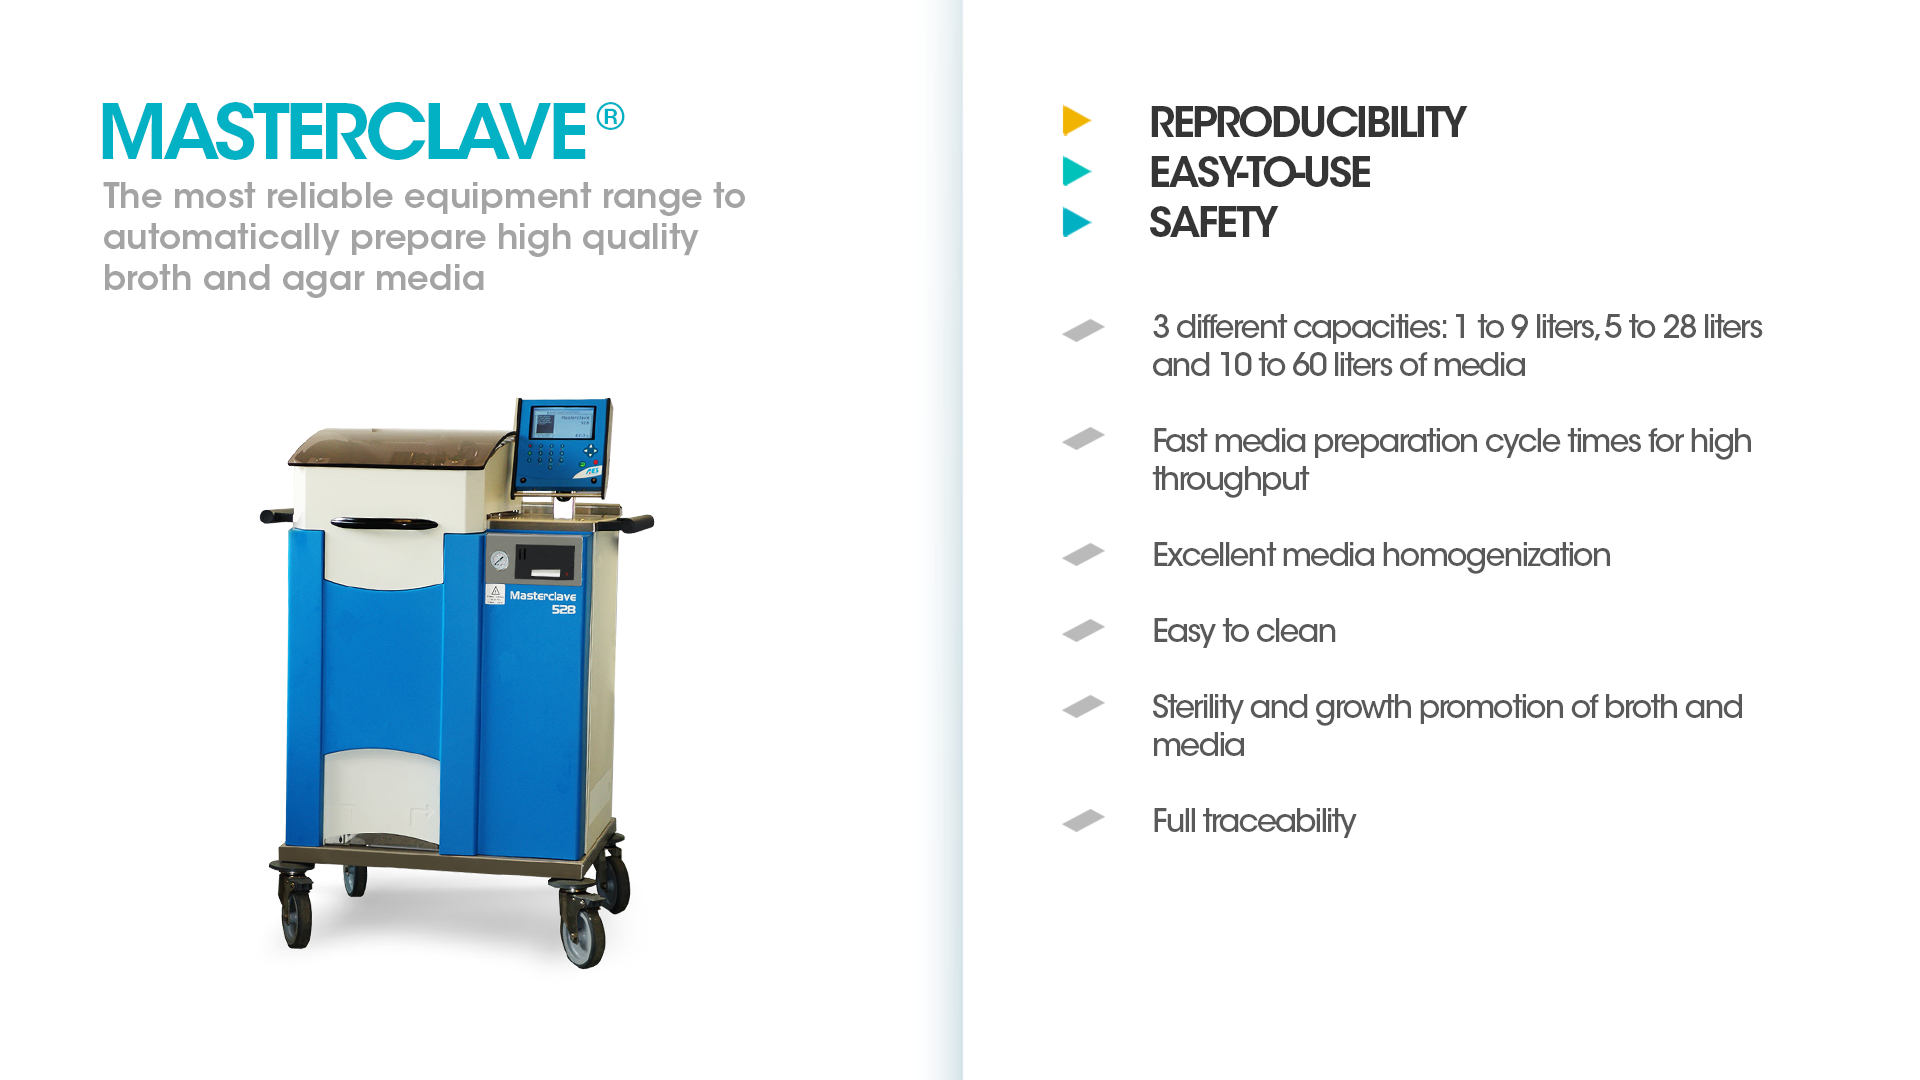 MASTERCLAVE ®
The most reliable equipment range to
automatically prepare high quality
broth and agar media
Masterclave
528
AES
Masterclave
528
REPRODUCIBILITY
EASY-TO-USE
SAFETY
3 different capacities: 1 to 9 liters, 5 to 28 liters
and 10 to 60 liters of media
Fast media preparation cycle times for high
throughput
Excellent media homogenization
Easy to clean
Sterility and growth promotion of broth and
media
Full traceability